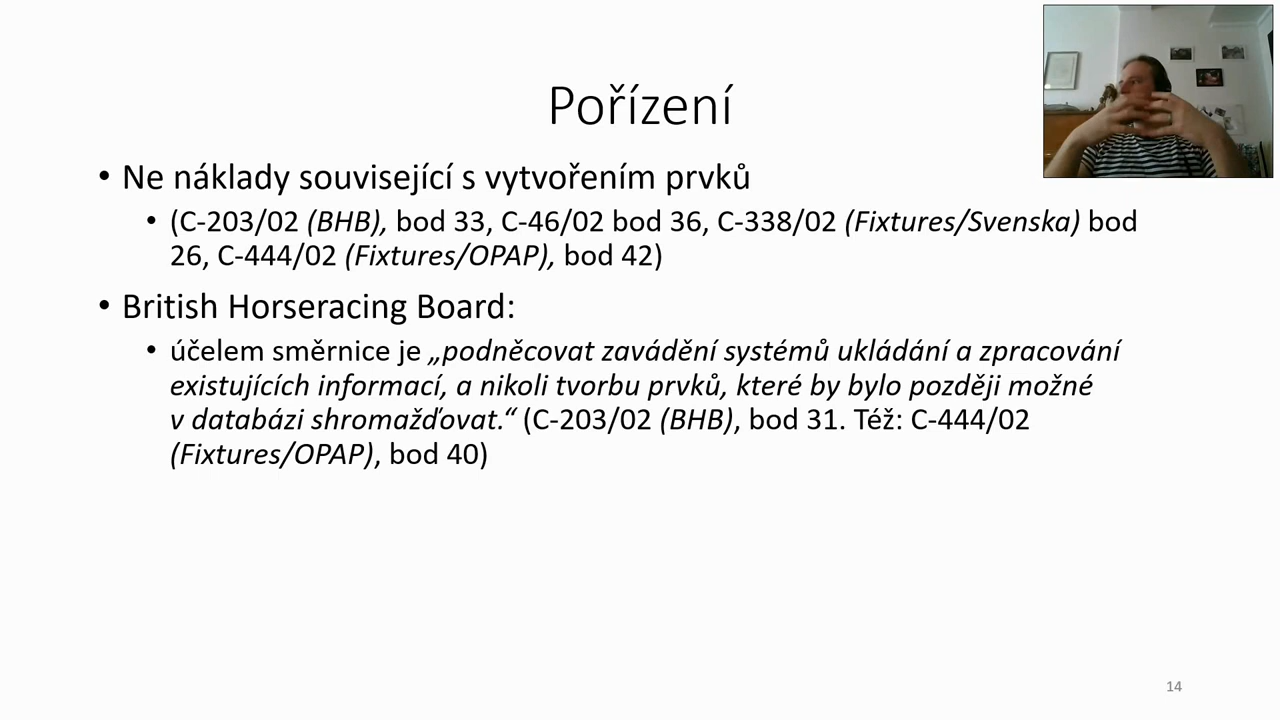 Pořízení
• Ne náklady související s vytvořením prvků
• (C-203/02 (BHB), bod 33, C-46/02 bod 36, C-338/02 (Fixtures/Svenska) bod
26, C-444/02 (Fixtures/OPAP), bod 42)
• British Horseracing Board:
• účelem směrnice je „podněcovat zavádění systémů ukládání a zpracování
existujících informací, a nikoli tvorbu prvků, které by bylo později možné
v databázi shromažďovat.“ (C-203/02 (BHB), bod 31. Též: C-444/02
(Fixtures/OPAP), bod 40)
14